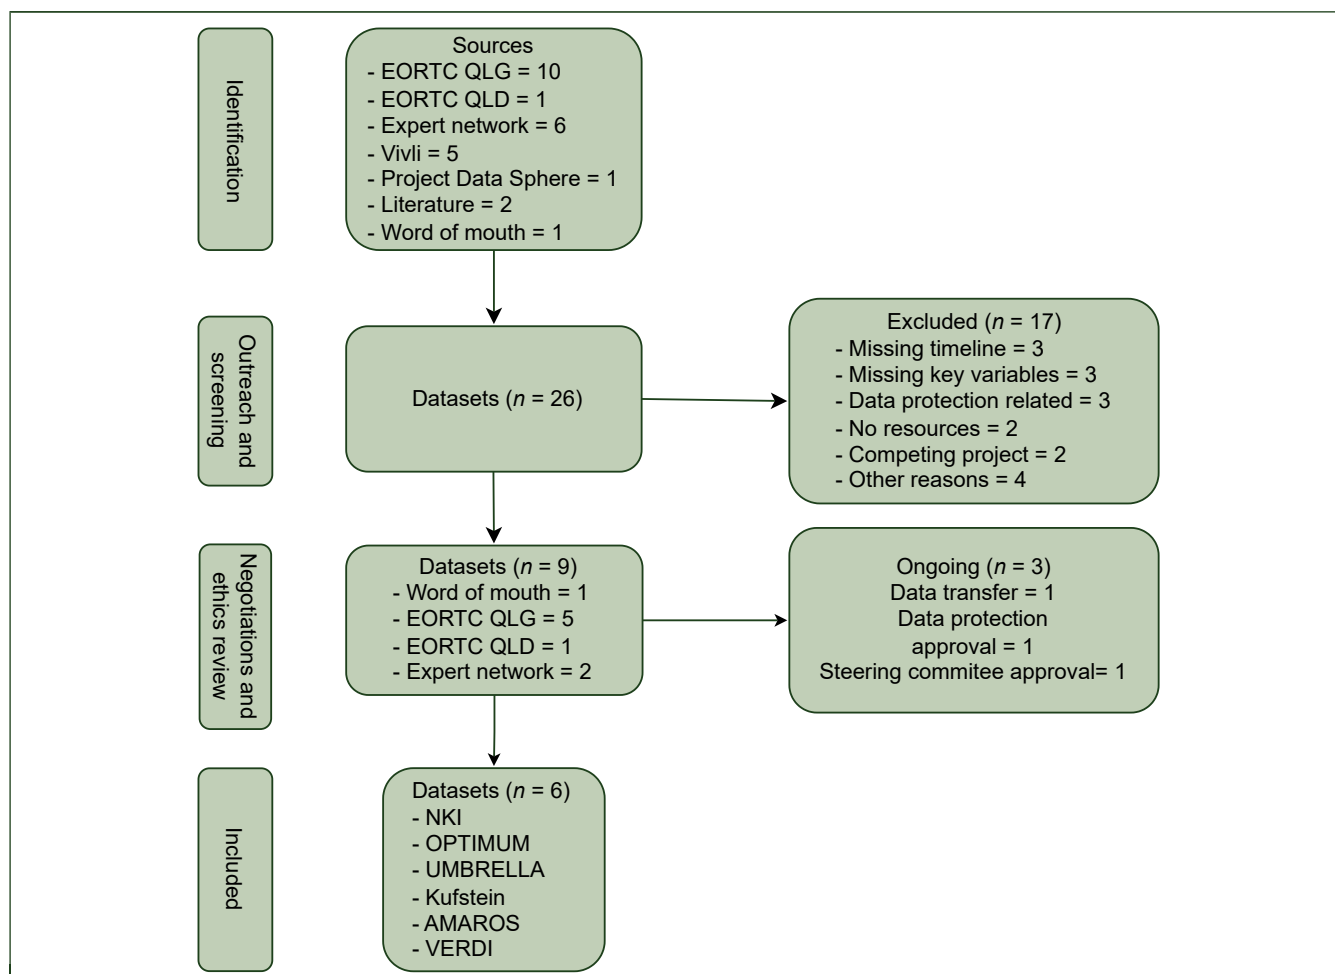 Identification
Sources
- EORTC QLG = 10
- EORTC QLD = 1
- Expert network = 6
- Vivli = 5
- Project Data Sphere = 1
- Literature = 2
- Word of mouth = 1
Outreach and
screening
Datasets (n = 26)
Excluded (n = 17)
- Missing timeline = 3
- Missing key variables = 3
- Data protection related = 3
- No resources = 2
- Competing project = 2
- Other reasons = 4
Negotiations and
ethics review
Datasets (n = 9)
- Word of mouth = 1
- EORTC QLG = 5
- EORTC QLD = 1
- Expert network = 2
Ongoing (n = 3)
Data transfer = 1
Data protection
approval = 1
Steering commitee approval= 1
Included
Datasets (n = 6)
- NKI
- OPTIMUM
- UMBRELLA
- Kufstein
- AMAROS
- VERDI